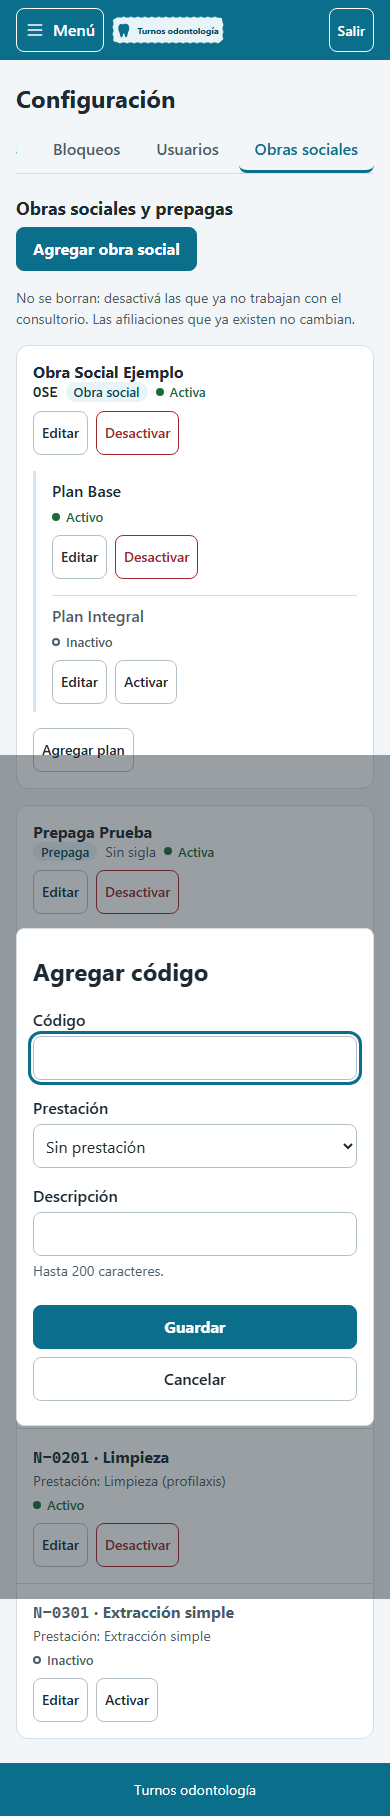 Menú
Turnos odontología
Salir
Configuración
Bloqueos
Usuarios
Obras sociales
Obras sociales y prepagas
Agregar obra social
No se borran: desactivá las que ya no trabajan con el
consultorio. Las afiliaciones que ya existen no cambian.
Obra Social Ejemplo
OSE Obra social Activa
Editar Desactivar
Plan Base
Activo
Editar Desactivar
Plan Integral
Inactivo
Editar Activar
Agregar plan
Prepaga Prueba
Prepaga Sin sigla Activa
Editar Desactivar
Agregar código
Código
Prestación
Sin prestación
Descripción
Hasta 200 caracteres.
Guardar
Cancelar
N-0201 · Limpieza
Prestación: Limpieza (profilaxis)
Activo
Editar Desactivar
N-0301 · Extracción simple
Prestación: Extracción simple
Inactivo
Editar Activar
Turnos odontología